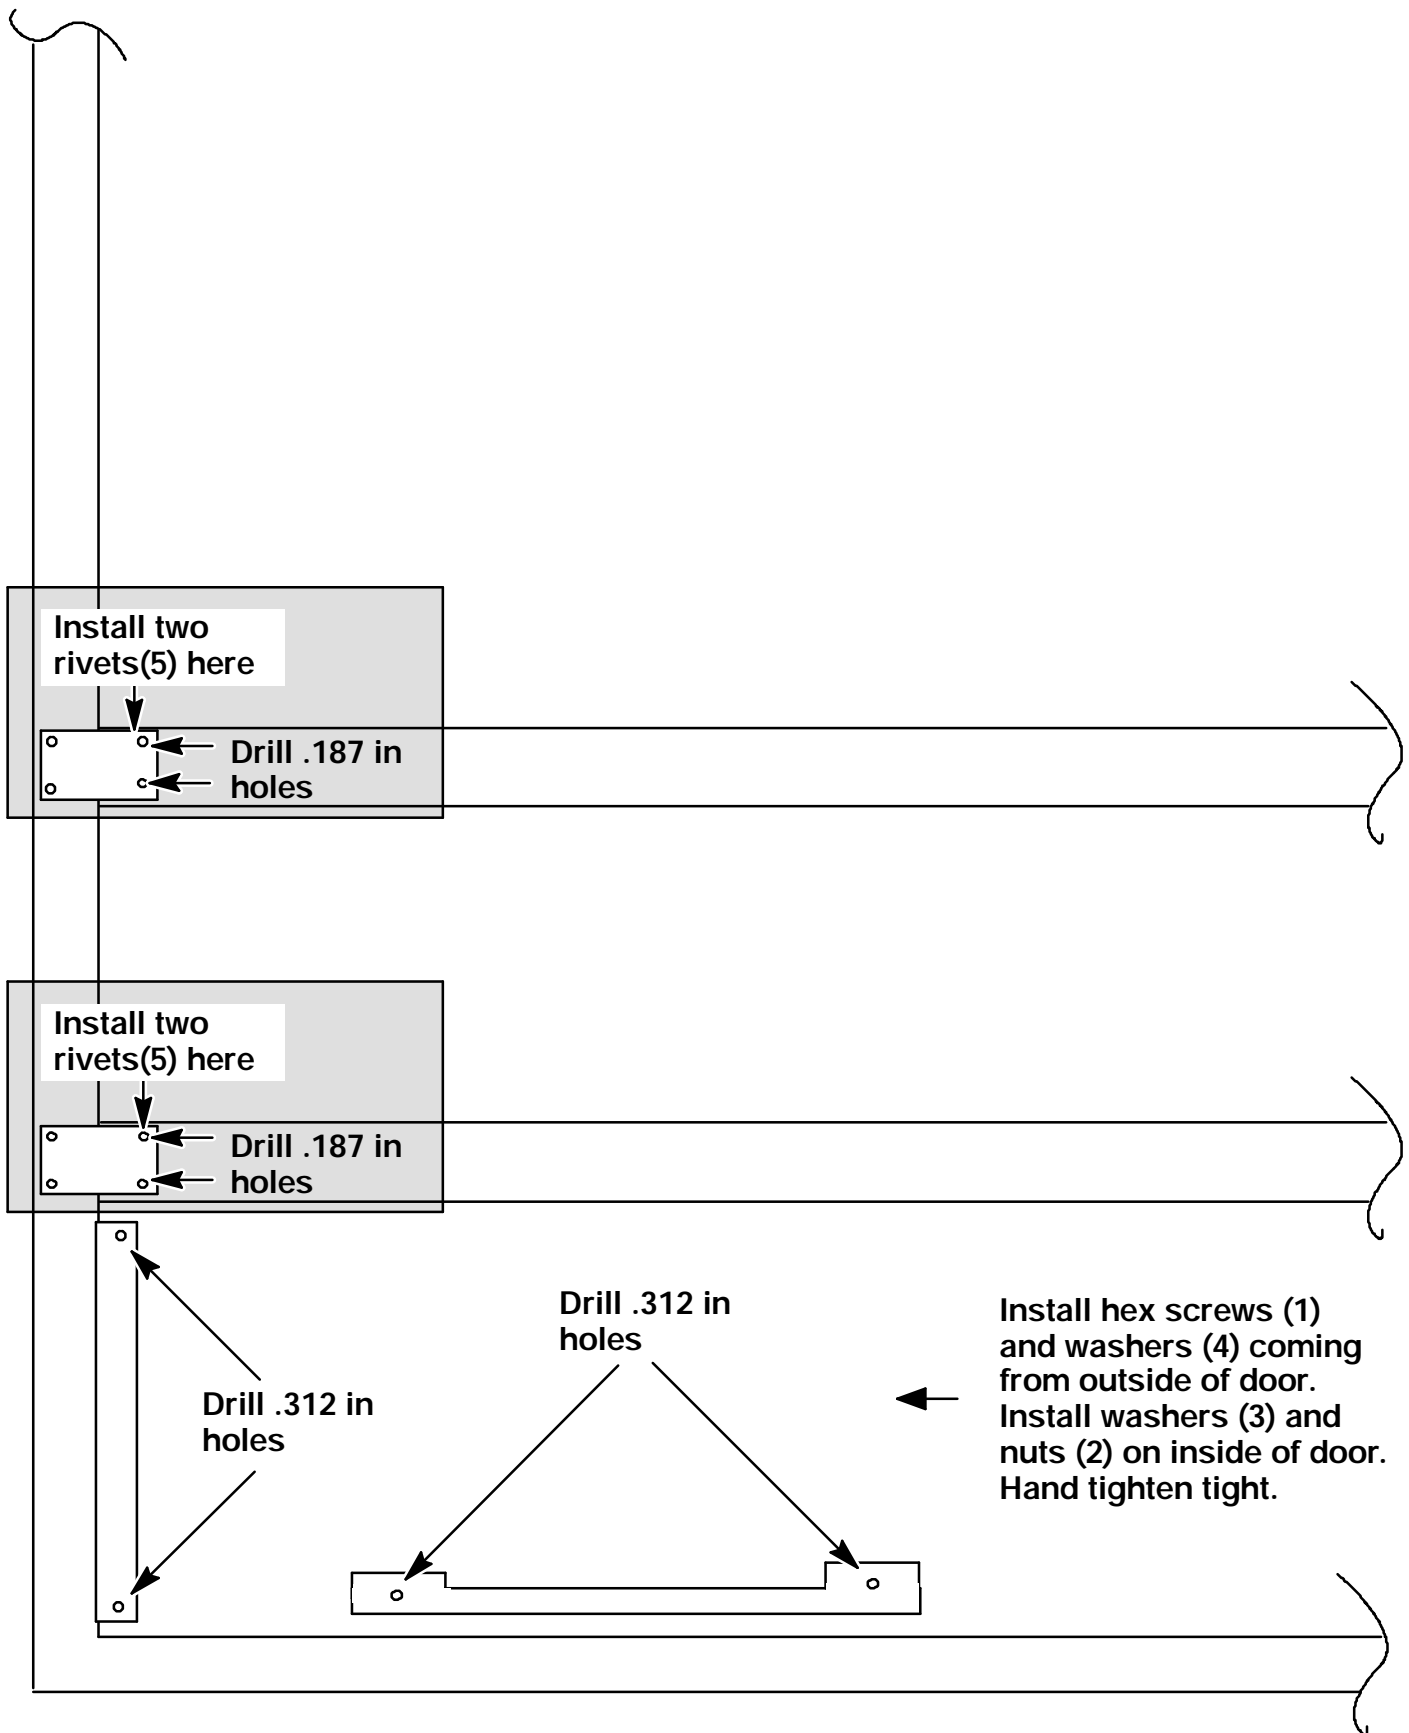 Install two
rivets(5) here
Drill .187 in
holes
Install two
rivets(5) here
Drill .187 in
holes
Drill .312 in
holes
Drill .312 in
holes
Install hex screws (1)
and washers (4) coming
from outside of door.
Install washers (3) and
nuts (2) on inside of door.
Hand tighten tight.